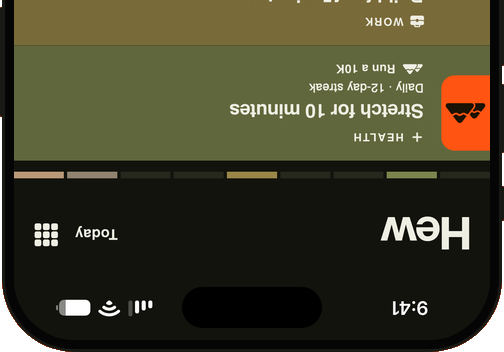 9:41
Hew
Today
HEALTH
Stretch for 10 minutes
Daily · 12-day streak
Run a 10K
WORK